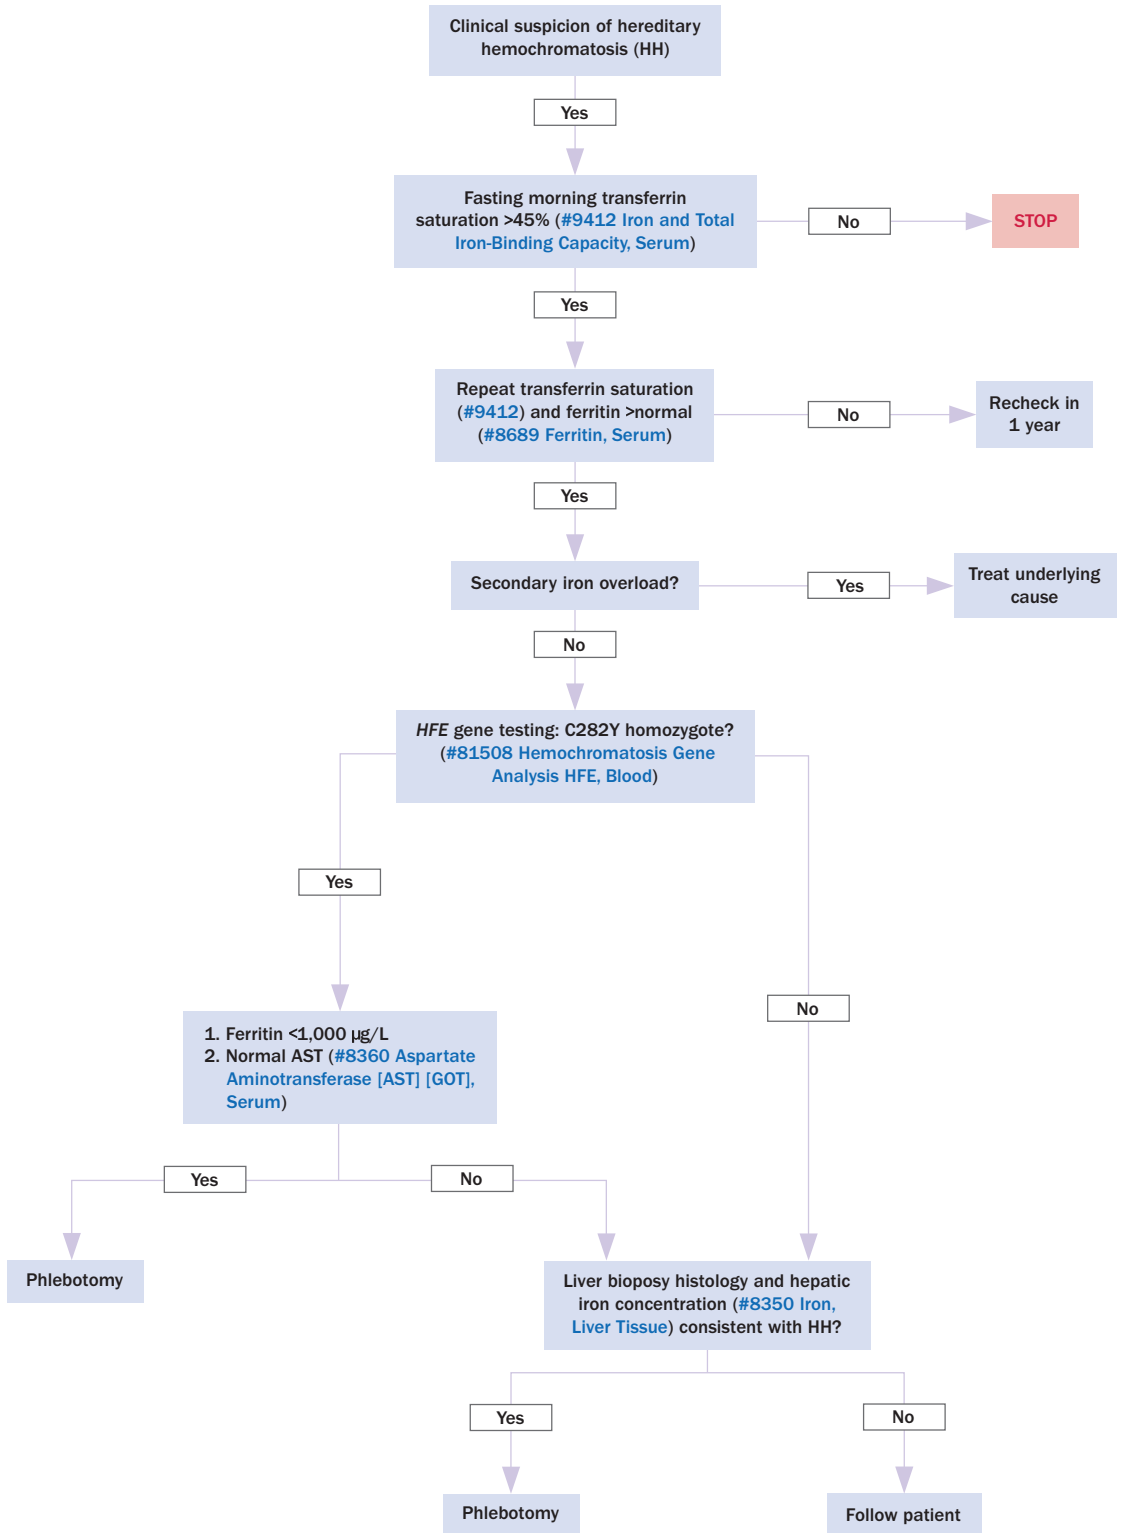 Clinical suspicion of hereditary
hemochromatosis (HH)
Yes
Fasting morning transferrin
saturation >45% (#9412 Iron and Total
Iron-Binding Capacity, Serum)
No
STOP
Yes
Repeat transferrin saturation
(#9412) and ferritin >normal
(#8689 Ferritin, Serum)
No
Recheck in
1 year
Yes
Secondary iron overload?
Yes
Treat underlying
cause
No
HFE gene testing: C282Y homozygote?
(#81508 Hemochromatosis Gene
Analysis HFE, Blood)
Yes
No
1. Ferritin <1,000 µg/L
2. Normal AST (#8360 Aspartate
Aminotransferase [AST] [GOT],
Serum)
Yes
No
Phlebotomy
Liver bioposy histology and hepatic
iron concentration (#8350 Iron,
Liver Tissue) consistent with HH?
Yes
No
Phlebotomy
Follow patient